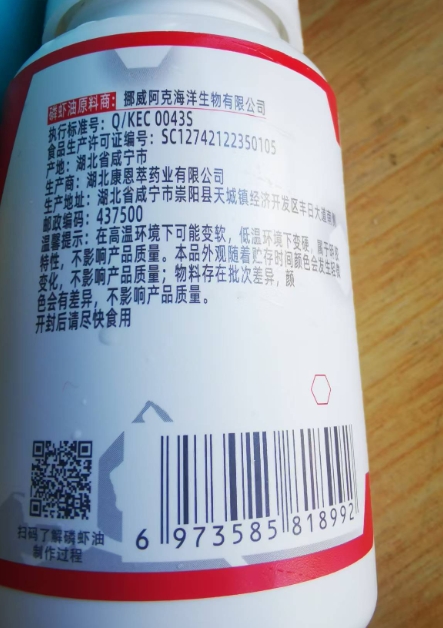 磷虾油原料商：挪威阿克海洋生物有限公司
执行标准号：Q/KEC 0043S
食品生产许可证编号：SC12742122350105
产地：湖北省咸宁市
生产商：湖北康恩萃药业有限公司
生产地址：湖北省咸宁市崇阳县天城镇经济开发区丰日大道
邮政编码：437500
温馨提示：在高温环境下可能变软，低温环境下变硬，属于
特性，不影响产品质量。本品外观随着贮存时间颜色会发生轻微
变化，不影响产品质量；物料存在批次差异，颜
色会有差异，不影响产品质量。
开封后请尽快食用
扫码了解磷虾油
制作过程
6 973585 818992